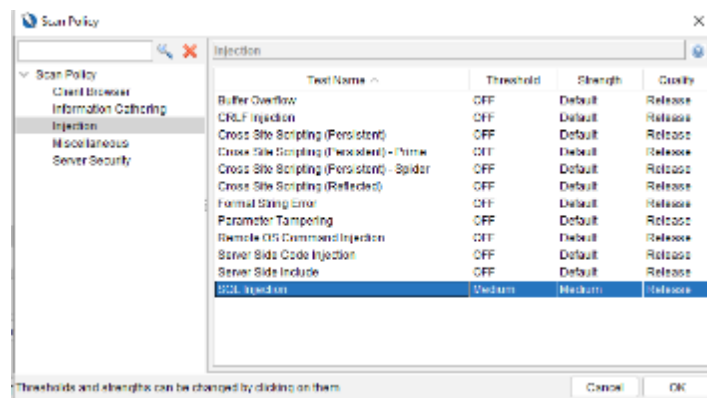 Scan Policy
Injection
Scan Policy
Client Browser
Information Gathering
Injection
Miscellaneous
Server Security
Test Name Threshold Strength Quality
Buffer Overflow OFF Default Release
CRLF Injection OFF Default Release
Cross Site Scripting (Persistent) OFF Default Release
Cross Site Scripting (Persistent) - Prime OFF Default Release
Cross Site Scripting (Persistent) - Spider OFF Default Release
Cross Site Scripting (Reflected) OFF Default Release
Format String Error OFF Default Release
Parameter Tampering OFF Default Release
Remote OS Command Injection OFF Default Release
Server Side Code Injection OFF Default Release
Server Side Include OFF Default Release
SQL Injection Medium Medium Release
Thresholds and strengths can be changed by clicking on them
Cancel OK